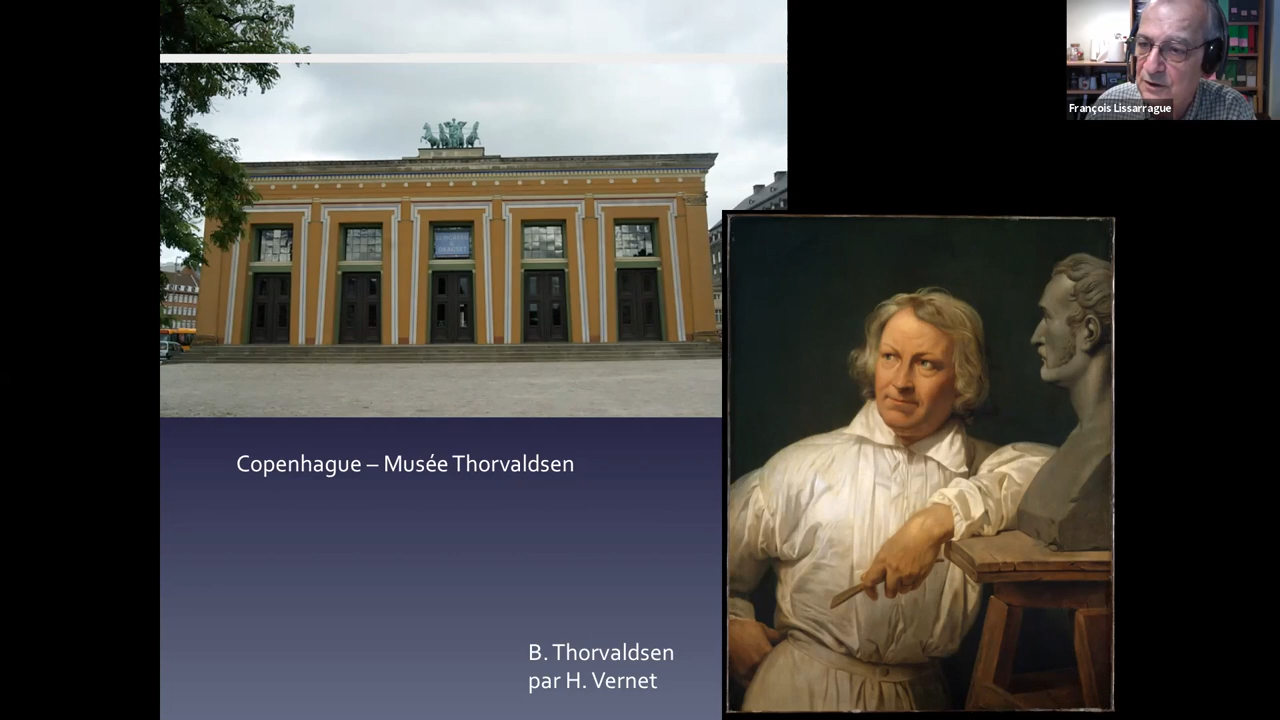 François Lissarrague
Copenhague – Musée Thorvaldsen
B. Thorvaldsen
par H. Vernet